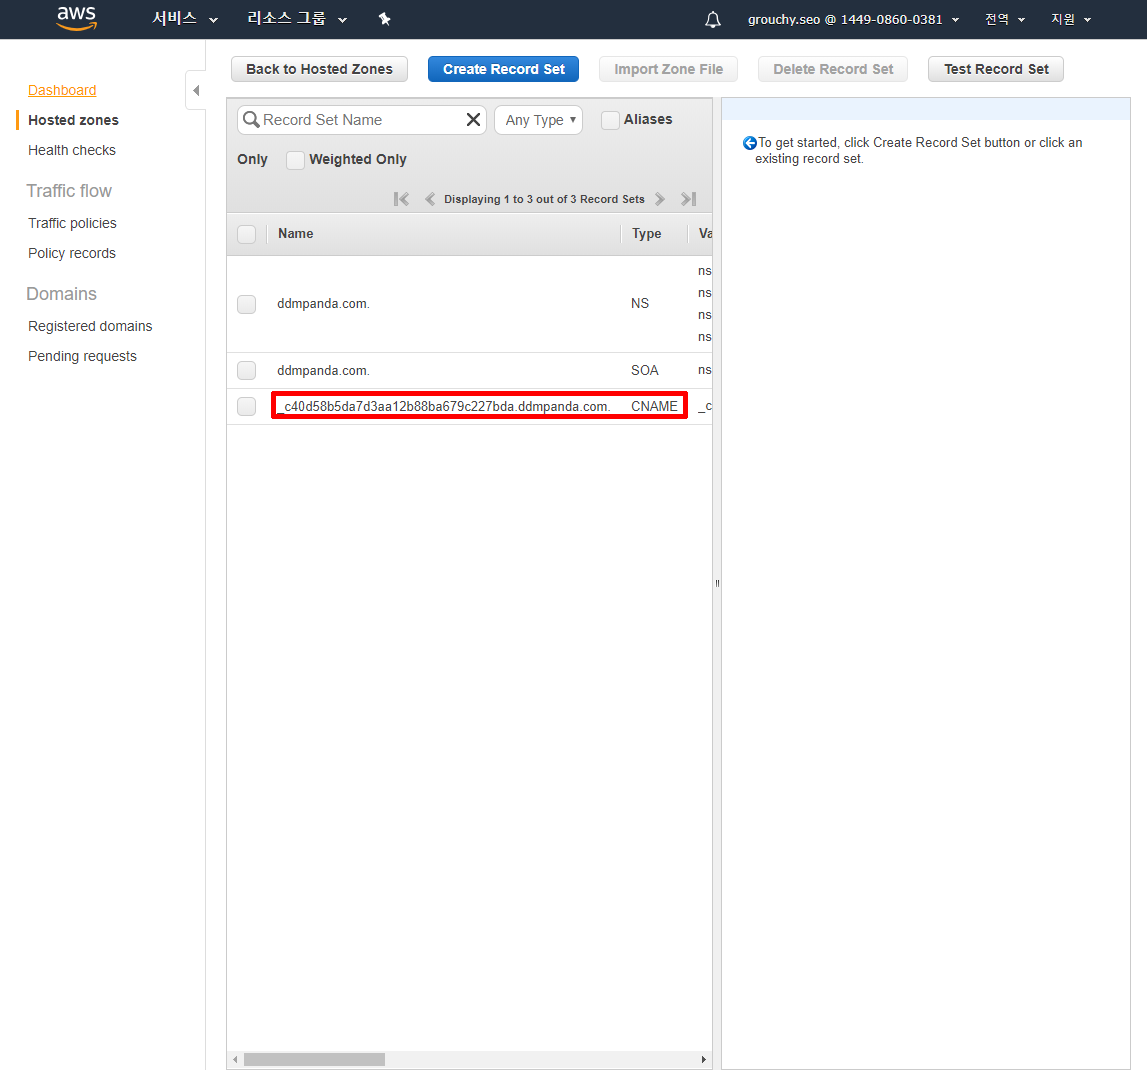 aws 서비스 리소스 그룹 grouchy.seo @ 1449-0860-0381 전역 지원
Back to Hosted Zones Create Record Set Import Zone File Delete Record Set Test Record Set
Dashboard
Hosted zones
Health checks
Traffic flow
Traffic policies
Policy records
Domains
Registered domains
Pending requests
Record Set Name Any Type Aliases
Only Weighted Only
Displaying 1 to 3 out of 3 Record Sets
Name Type Va
ddmpanda.com. NS ns
ns
ns
ns
ddmpanda.com. SOA ns
_c40d58b5da7d3aa12b88ba679c227bda.ddmpanda.com. CNAME _c
To get started, click Create Record Set button or click an
existing record set.